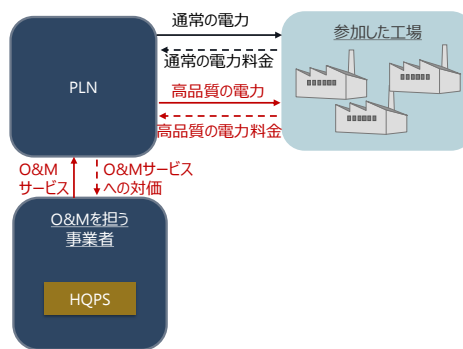 通常の電力
通常の電力料金
高品質の電力
高品質の電力料金
参加した工場
PLN
O&M
サービス
O&Mサービス
への対価
O&Mを担う
事業者
HQPS